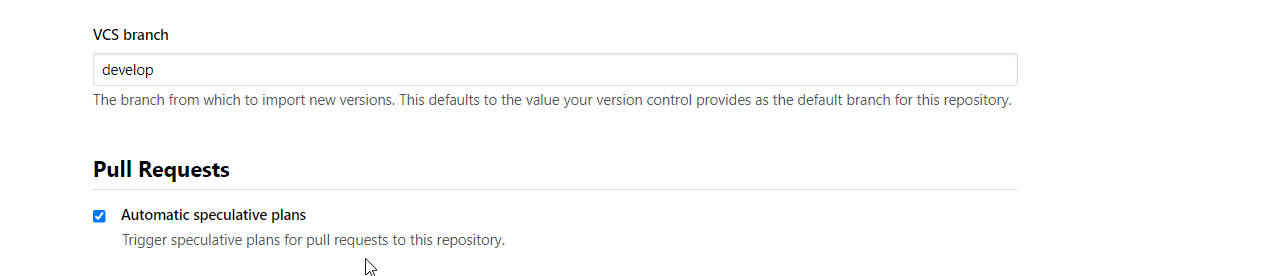 VCS branch
develop
The branch from which to import new versions. This defaults to the value your version control provides as the default branch for this repository.
Pull Requests
Automatic speculative plans
Trigger speculative plans for pull requests to this repository.